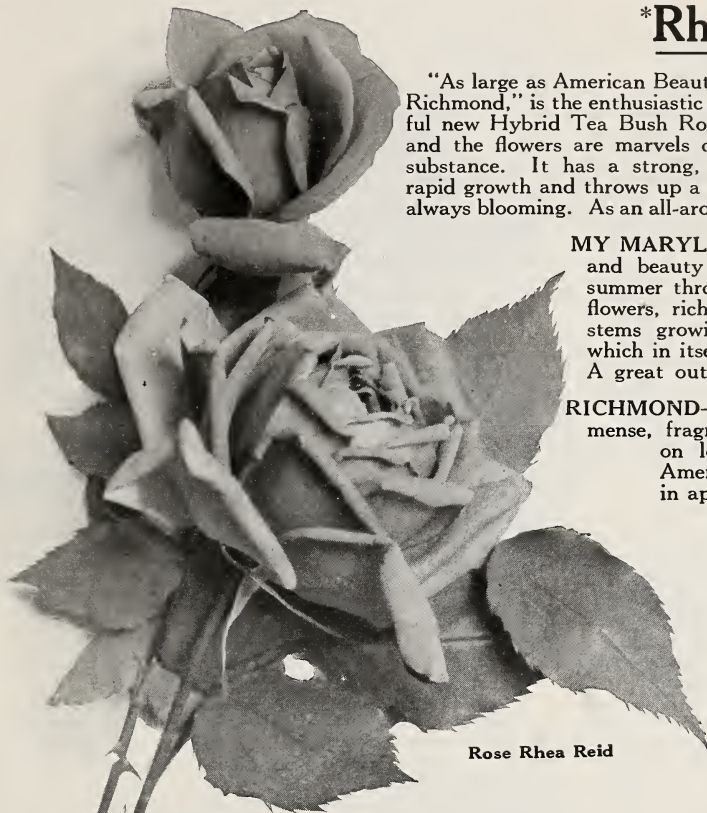 *Rh
"As large as American Beaut
Richmond," is the enthusiastic
ful new Hybrid Tea Bush Ro
and the flowers are marvels
substance. It has a strong,
rapid growth and throws up a
always blooming. As an all-aro
MY MARYL
and beauty
summer thro
flowers, rich
stems growi
which in itse
A great out
RICHMOND-
mense, fragr
on l
Amer
in ap
Rose Rhea Reid